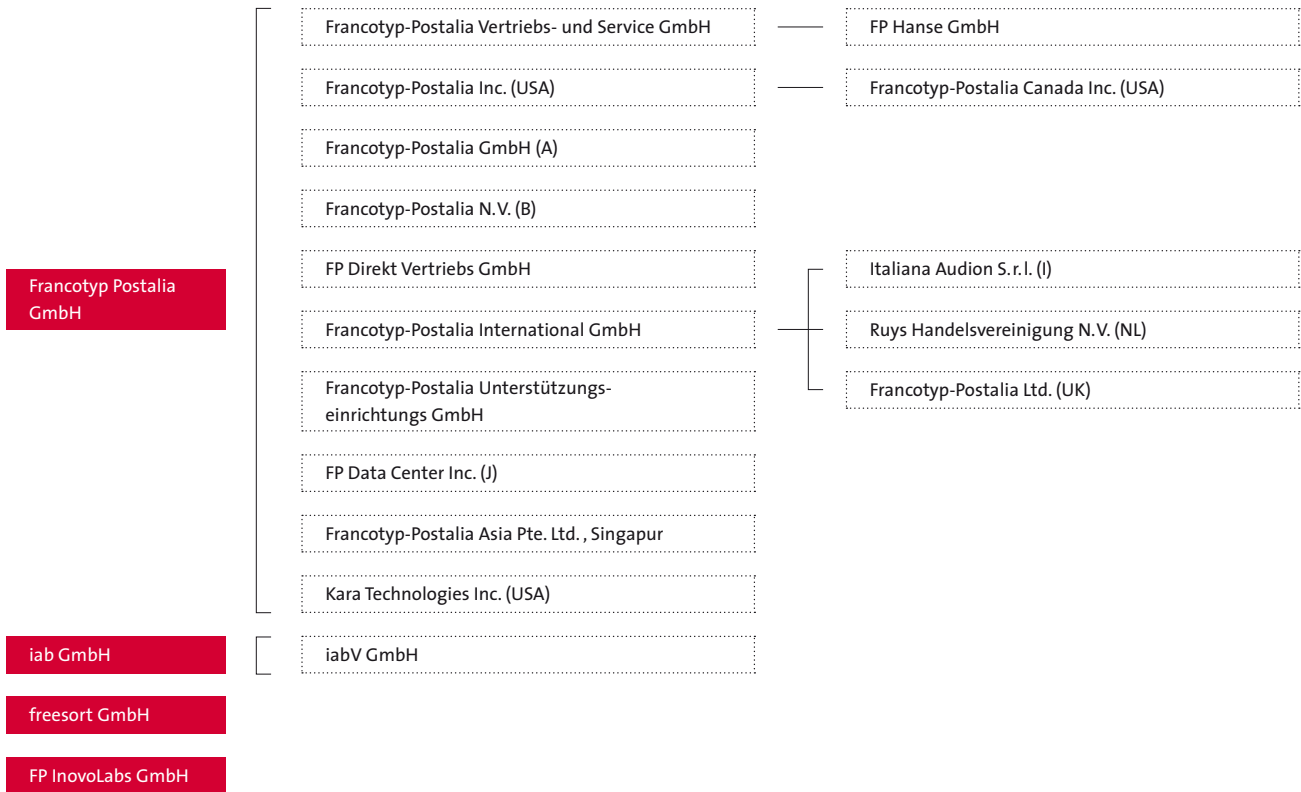 Francotyp-Postalia Vertriebs- und Service GmbH
FP Hanse GmbH
Francotyp-Postalia Inc. (USA)
Francotyp-Postalia Canada Inc. (USA)
Francotyp-Postalia GmbH (A)
Francotyp-Postalia N.V. (B)
Francotyp Postalia
GmbH
FP Direkt Vertriebs GmbH
Italiana Audion S.r.l. (I)
Francotyp-Postalia International GmbH
Ruys Handelsvereinigung N.V. (NL)
Francotyp-Postalia Unterstützungs-
einrichtungs GmbH
Francotyp-Postalia Ltd. (UK)
FP Data Center Inc. (J)
Francotyp-Postalia Asia Pte. Ltd. , Singapur
Kara Technologies Inc. (USA)
iab GmbH
iabV GmbH
freesort GmbH
FP InovoLabs GmbH